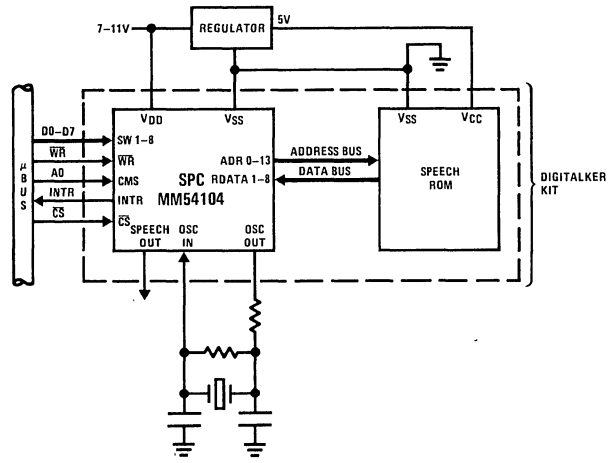 7–11V
REGULATOR
5V
VDD
VSS
VSS
VCC
μBUS
D0–D7
WR
A0
INTR
CS
SW 1–8
WR
CMS
INTR
CS
SPC
MM54104
ADR 0–13
RDATA 1–8
SPEECH OUT
OSC IN
OSC OUT
ADDRESS BUS
DATA BUS
SPEECH
ROM
DIGITALKER
KIT